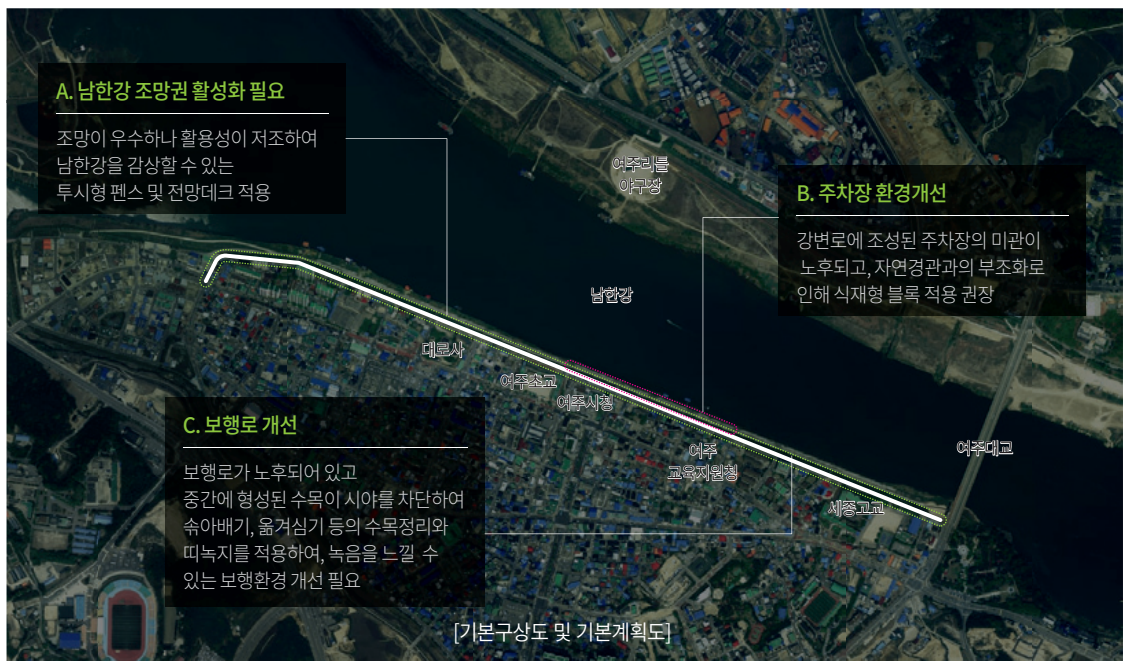 A. 남한강 조망권 활성화 필요
조망이 우수하나 활용성이 저조하여
남한강을 감상할 수 있는
투시형 펜스 및 전망데크 적용
여주리틀
야구장
B. 주차장 환경개선
강변로에 조성된 주차장의 미관이
노후되고, 자연경관과의 부조화로
인해 식재형 블록 적용 권장
남한강
대로사
여주초교
여주시청
여주
교육지원청
여주대교
세종고교
C. 보행로 개선
보행로가 노후되어 있고
중간에 형성된 수목이 시야를 차단하여
솎아배기, 옮겨심기 등의 수목정리와
띠녹지를 적용하여, 녹음을 느낄 수
있는 보행환경 개선 필요
[기본구상도 및 기본계획도]